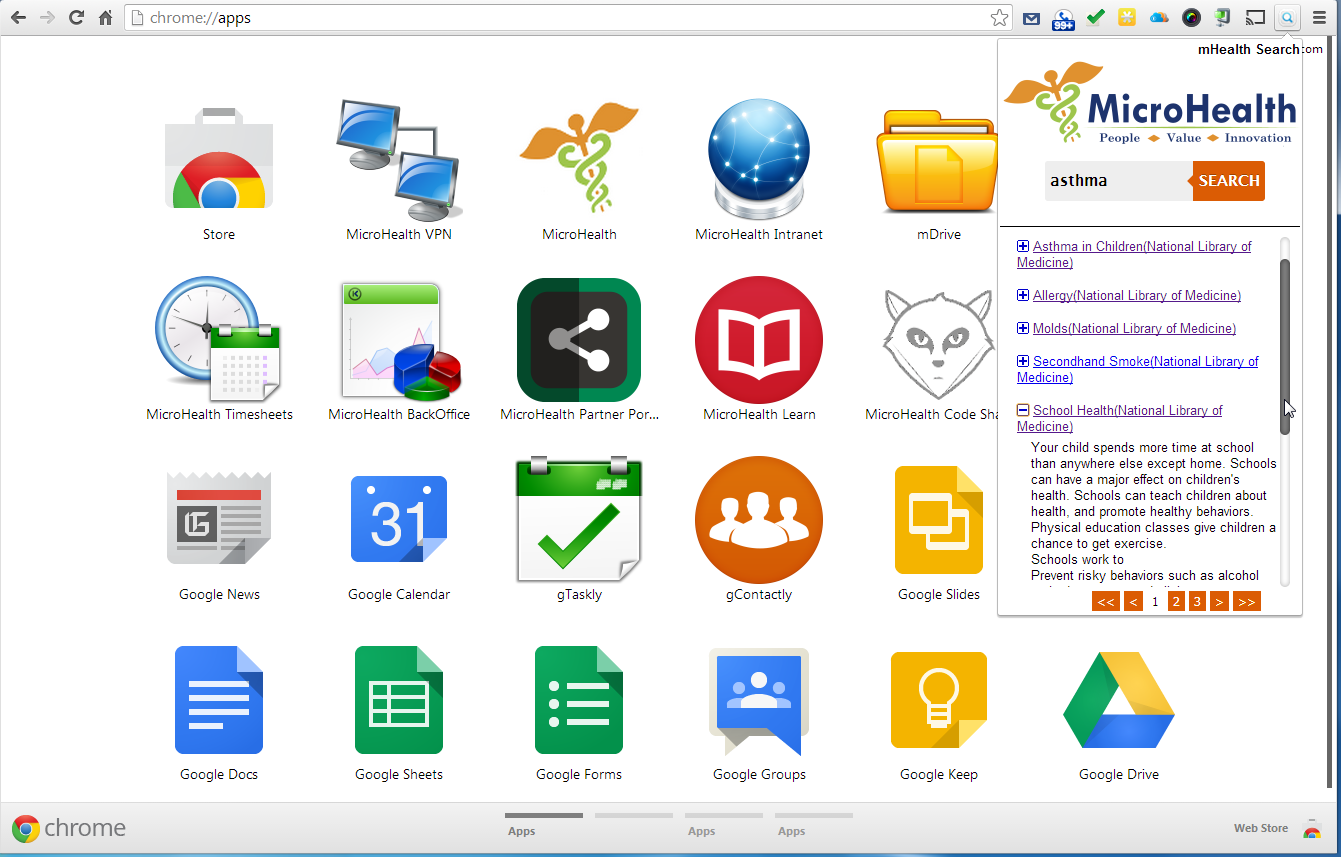 chrome://apps
99+
mHealth Search
com
MicroHealth
People Value Innovation
asthma
SEARCH
Asthma in Children(National Library of
Medicine)
Allergy(National Library of Medicine)
Molds(National Library of Medicine)
Secondhand Smoke(National Library of
Medicine)
School Health(National Library of
Medicine)
Your child spends more time at school
than anywhere else except home. Schools
can have a major effect on children's
health. Schools can teach children about
health, and promote healthy behaviors.
Physical education classes give children a
chance to get exercise.
Schools work to
Prevent risky behaviors such as alcohol
<< < 1 2 3 > >>
Store
MicroHealth VPN
MicroHealth
MicroHealth Intranet
mDrive
MicroHealth Timesheets
MicroHealth BackOffice
MicroHealth Partner Por...
MicroHealth Learn
MicroHealth Code Sha
G
31
Google News
Google Calendar
gTaskly
gContactly
Google Slides
Google Docs
Google Sheets
Google Forms
Google Groups
Google Keep
Google Drive
chrome
Apps
Apps
Apps
Web Store